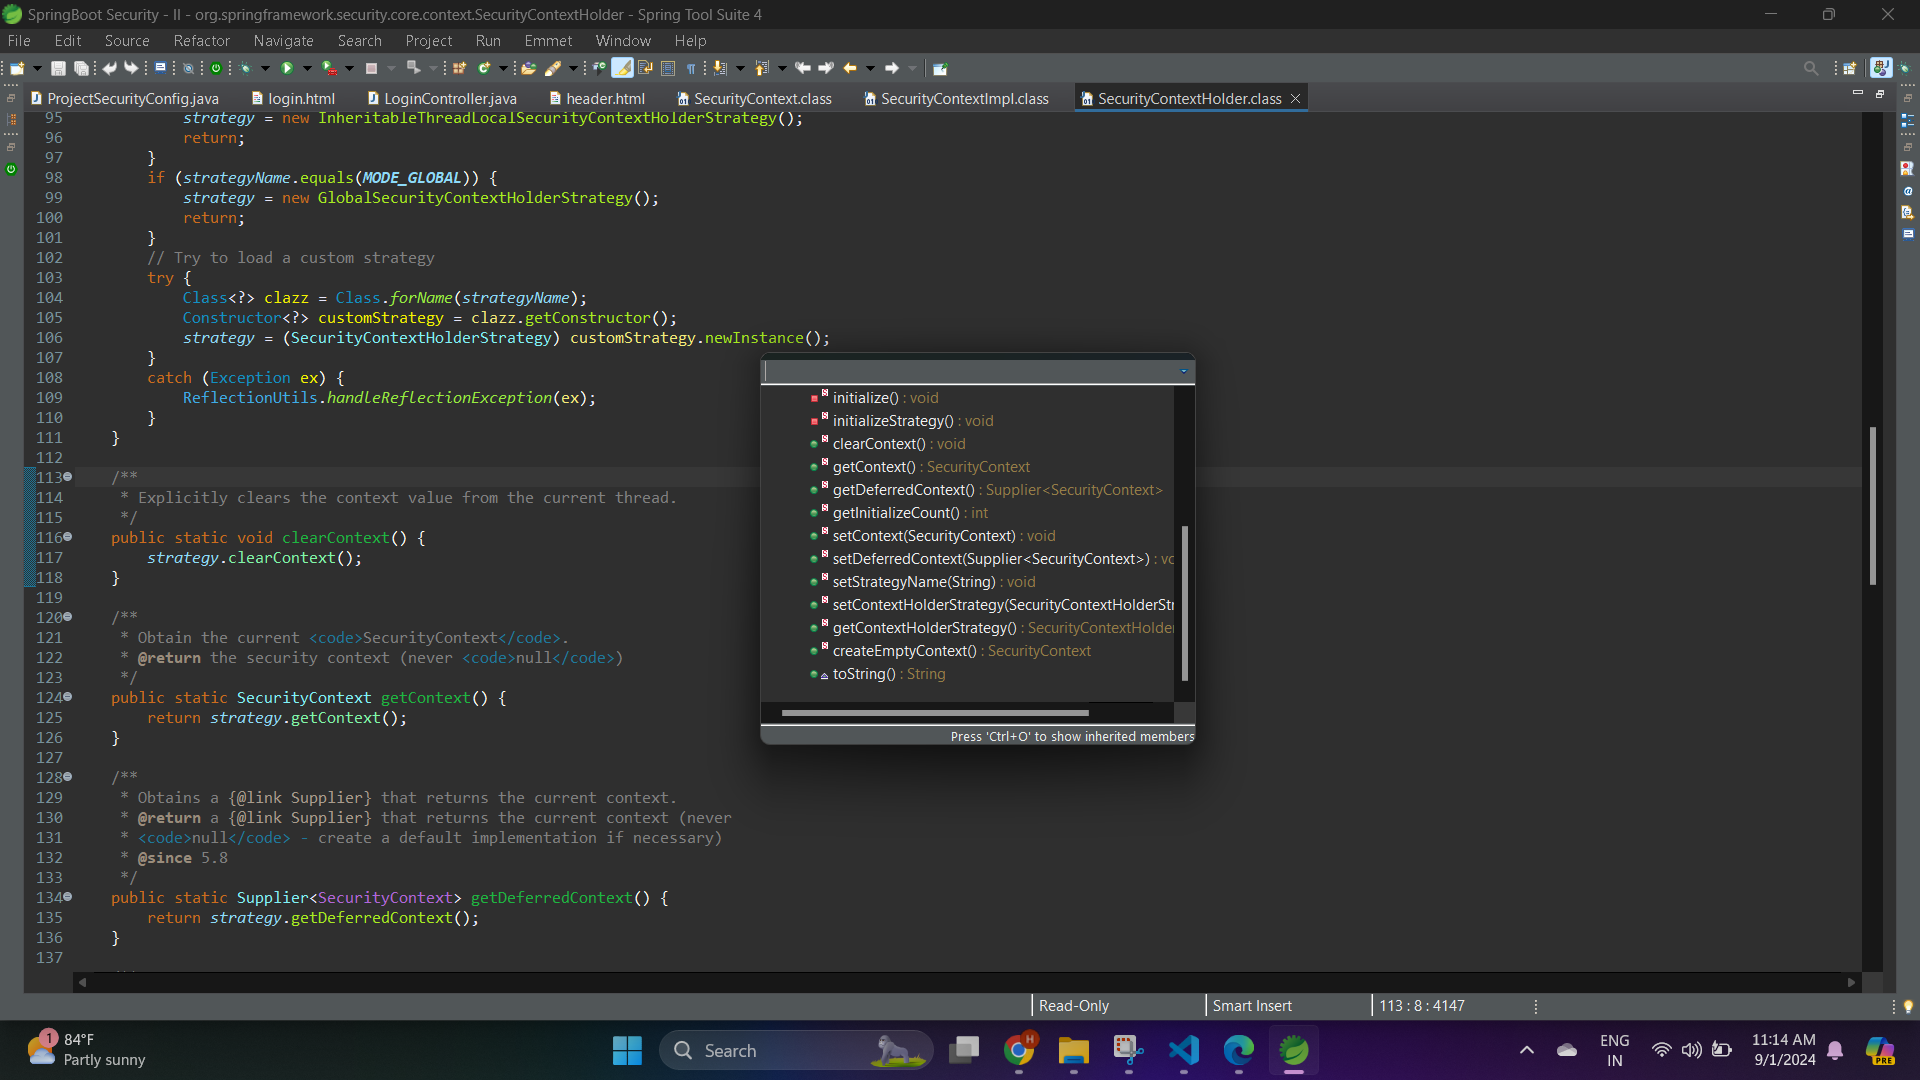 SpringBoot Security - II - org.springframework.security.core.context.SecurityContextHolder - Spring Tool Suite 4
File Edit Source Refactor Navigate Search Project Run Emmet Window Help
ProjectSecurityConfig.java login.html LoginController.java header.html SecurityContext.class SecurityContextImpl.class SecurityContextHolder.class
95 strategy = new InheritableThreadLocalSecurityContextHolderStrategy();
96 return;
97 }
98 if (strategyName.equals(MODE_GLOBAL)) {
99 strategy = new GlobalSecurityContextHolderStrategy();
100 return;
101 }
102 // Try to load a custom strategy
103 try {
104 Class<?> clazz = Class.forName(strategyName);
105 Constructor<?> customStrategy = clazz.getConstructor();
106 strategy = (SecurityContextHolderStrategy) customStrategy.newInstance();
107 }
108 catch (Exception ex) {
109 ReflectionUtils.handleReflectionException(ex);
110 }
111 }
112
113 /**
114 * Explicitly clears the context value from the current thread.
115 */
116 public static void clearContext() {
117 strategy.clearContext();
118 }
119
120 /**
121 * Obtain the current <code>SecurityContext</code>.
122 * @return the security context (never <code>null</code>)
123 */
124 public static SecurityContext getContext() {
125 return strategy.getContext();
126 }
127
128 /**
129 * Obtains a {@link Supplier} that returns the current context.
130 * @return a {@link Supplier} that returns the current context (never
131 * <code>null</code> - create a default implementation if necessary)
132 * @since 5.8
133 */
134 public static Supplier<SecurityContext> getDeferredContext() {
135 return strategy.getDeferredContext();
136 }
137
initialize() : void
initializeStrategy() : void
clearContext() : void
getContext() : SecurityContext
getDeferredContext() : Supplier<SecurityContext>
getInitializeCount() : int
setContext(SecurityContext) : void
setDeferredContext(Supplier<SecurityContext>) : vo
setStrategyName(String) : void
setContextHolderStrategy(SecurityContextHolderStr
getContextHolderStrategy() : SecurityContextHolder
createEmptyContext() : SecurityContext
toString() : String
Press 'Ctrl+O' to show inherited members
Read-Only Smart Insert 113 : 8 : 4147
1 84°F
Partly sunny
Search
H
ENG
IN
11:14 AM
9/1/2024
PRE